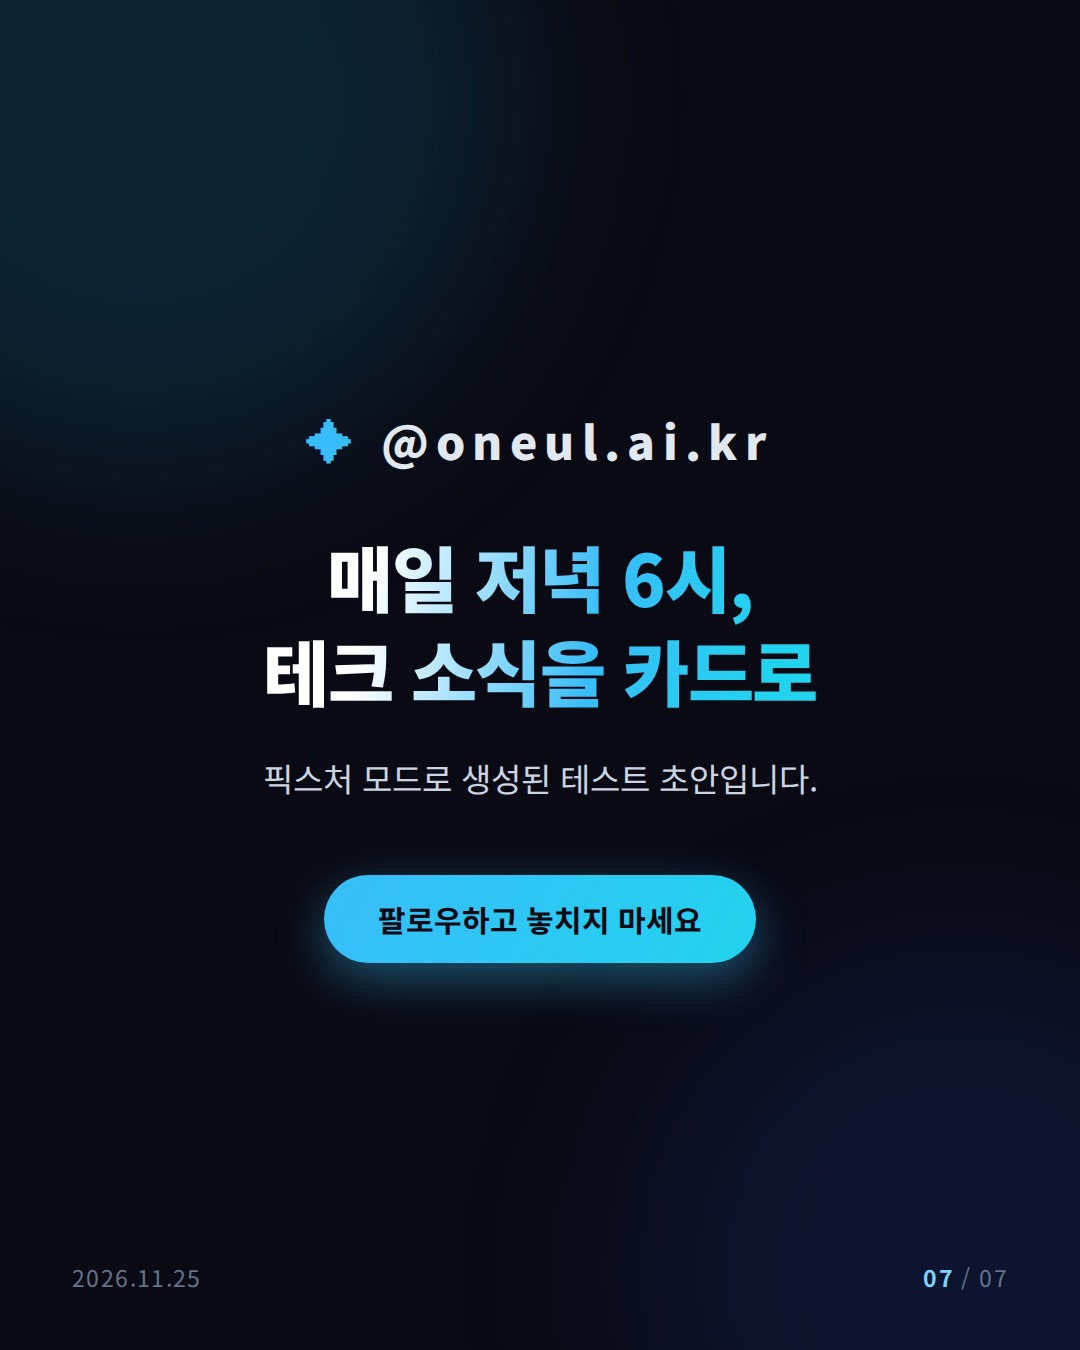 @oneul.ai.kr
매일 저녁 6시,
테크 소식을 카드로
픽스처 모드로 생성된 테스트 초안입니다.
팔로우하고 놓치지 마세요
2026.11.25
07 / 07